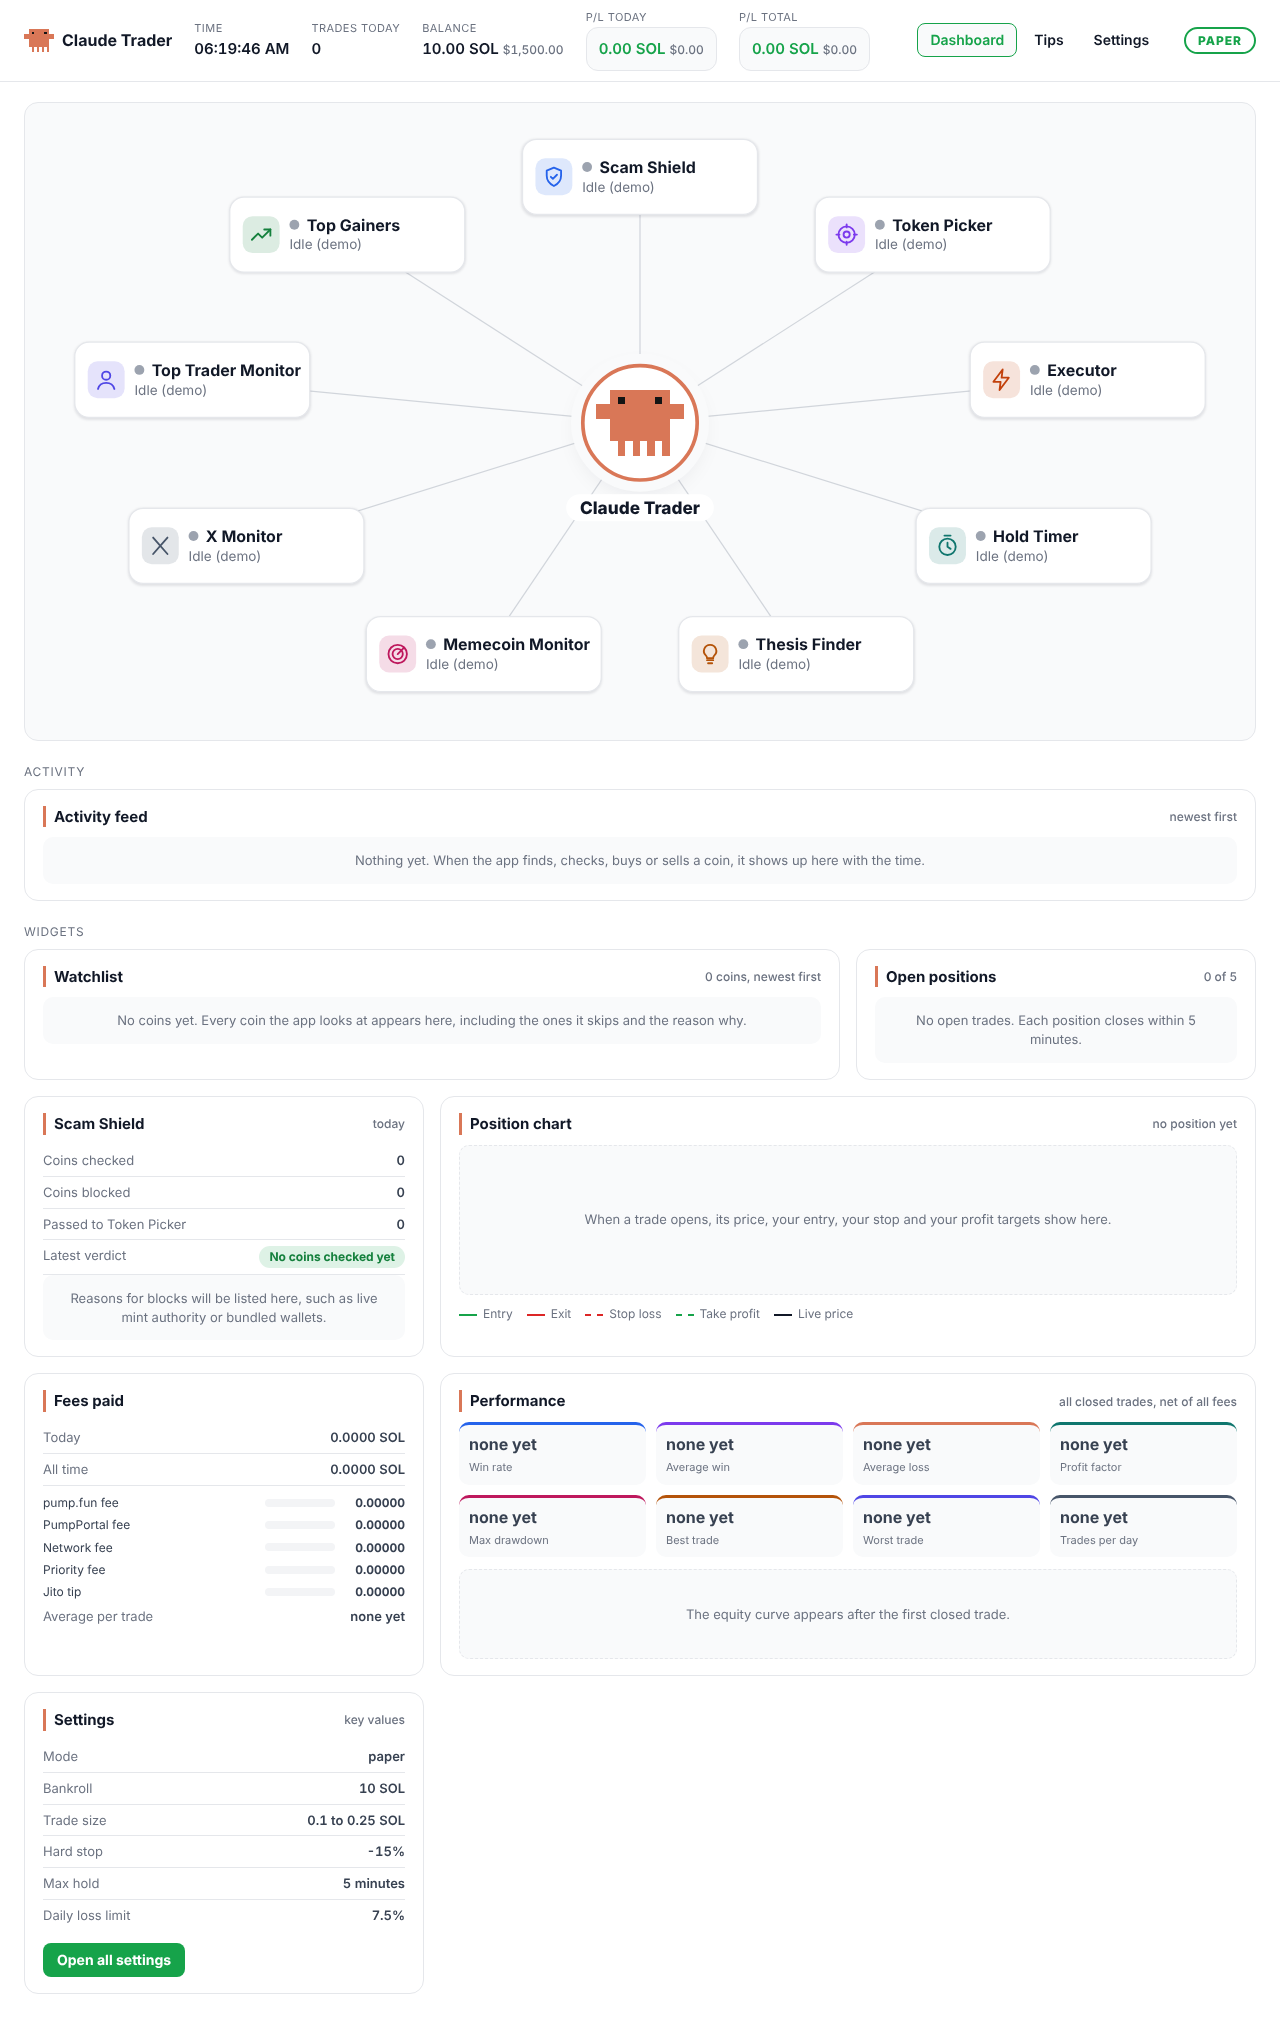 Claude Trader
TIME
06:19:46 AM
TRADES TODAY
0
BALANCE
10.00 SOL $1,500.00
P/L TODAY
0.00 SOL $0.00
P/L TOTAL
0.00 SOL $0.00
Dashboard
Tips
Settings
PAPER
Scam Shield
Idle (demo)
Top Gainers
Idle (demo)
Token Picker
Idle (demo)
Top Trader Monitor
Idle (demo)
Executor
Idle (demo)
Claude Trader
X Monitor
Idle (demo)
Hold Timer
Idle (demo)
Memecoin Monitor
Idle (demo)
Thesis Finder
Idle (demo)
ACTIVITY
Activity feed
newest first
Nothing yet. When the app finds, checks, buys or sells a coin, it shows up here with the time.
WIDGETS
Watchlist
0 coins, newest first
No coins yet. Every coin the app looks at appears here, including the ones it skips and the reason why.
Open positions
0 of 5
No open trades. Each position closes within 5
minutes.
Scam Shield
today
Coins checked
0
Coins blocked
0
Passed to Token Picker
0
Latest verdict
No coins checked yet
Reasons for blocks will be listed here, such as live
mint authority or bundled wallets.
Position chart
no position yet
When a trade opens, its price, your entry, your stop and your profit targets show here.
Entry
Exit
Stop loss
Take profit
Live price
Fees paid
Today
0.0000 SOL
All time
0.0000 SOL
pump.fun fee
0.00000
PumpPortal fee
0.00000
Network fee
0.00000
Priority fee
0.00000
Jito tip
0.00000
Average per trade
none yet
Performance
all closed trades, net of all fees
none yet
Win rate
none yet
Average win
none yet
Average loss
none yet
Profit factor
none yet
Max drawdown
none yet
Best trade
none yet
Worst trade
none yet
Trades per day
The equity curve appears after the first closed trade.
Settings
key values
Mode
paper
Bankroll
10 SOL
Trade size
0.1 to 0.25 SOL
Hard stop
-15%
Max hold
5 minutes
Daily loss limit
7.5%
Open all settings